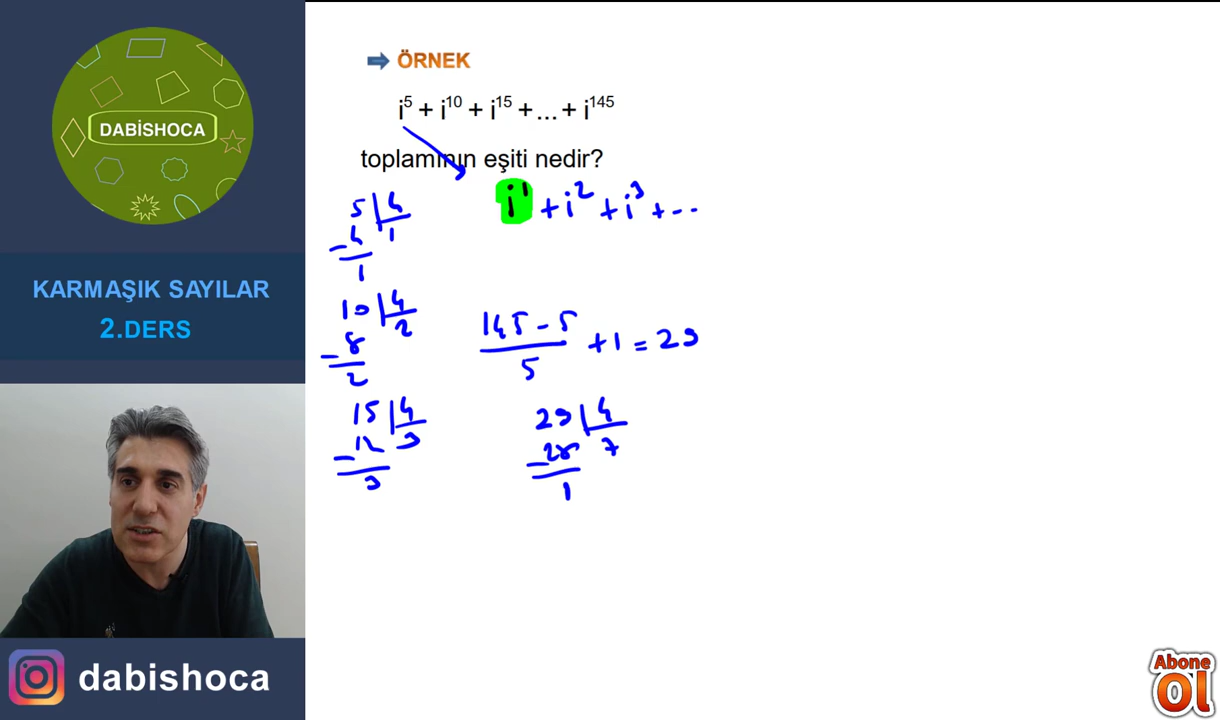 DABİSHOCA
KARMAŞIK SAYILAR
2.DERS
dabishoca
ÖRNEK
i⁵ + i¹⁰ + i¹⁵ + ... + i¹⁴⁵
toplamının eşiti nedir?
i¹ + i² + i³ + ...
5 | 4
- 4 1
1
10 | 4
- 8 2
2
15 | 4
- 12 3
3
145 - 5
5
+ 1 = 29
29 | 4
- 28 7
1
Abone
Ol